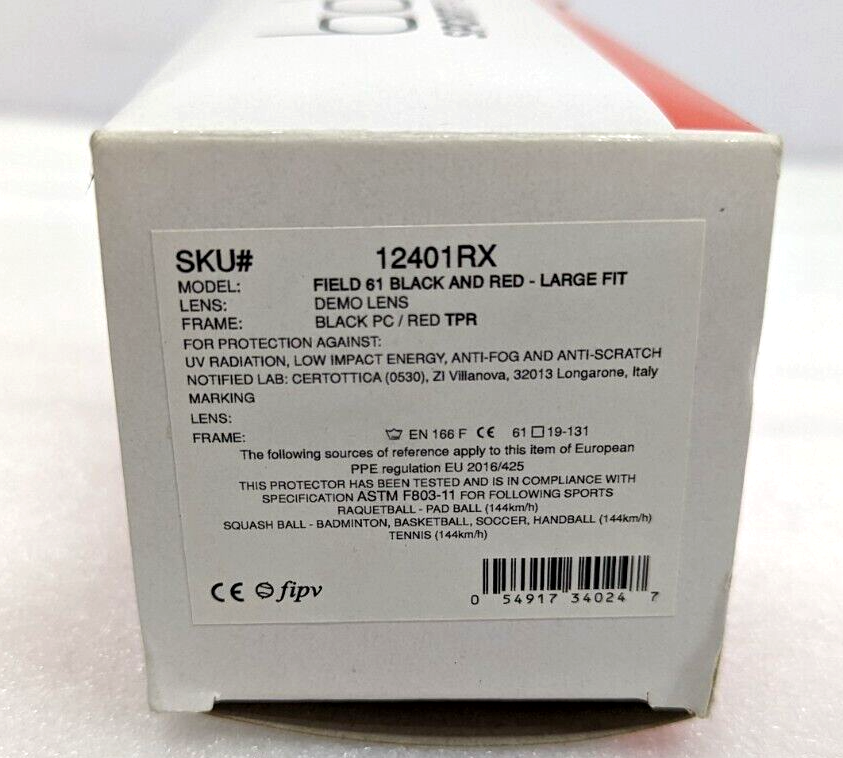 SKU# 12401RX
MODEL: FIELD 61 BLACK AND RED - LARGE FIT
LENS: DEMO LENS
FRAME: BLACK PC / RED TPR
FOR PROTECTION AGAINST:
UV RADIATION, LOW IMPACT ENERGY, ANTI-FOG AND ANTI-SCRATCH
NOTIFIED LAB: CERTOTTICA (0530), ZI Villanova, 32013 Longarone, Italy
MARKING
LENS:
FRAME: EN 166 F CE 61□19-131
The following sources of reference apply to this item of European
PPE regulation EU 2016/425
THIS PROTECTOR HAS BEEN TESTED AND IS IN COMPLIANCE WITH
SPECIFICATION ASTM F803-11 FOR FOLLOWING SPORTS
RAQUETBALL - PAD BALL (144km/h)
SQUASH BALL - BADMINTON, BASKETBALL, SOCCER, HANDBALL (144km/h)
TENNIS (144km/h)
CE fipv
0 54917 34024 7